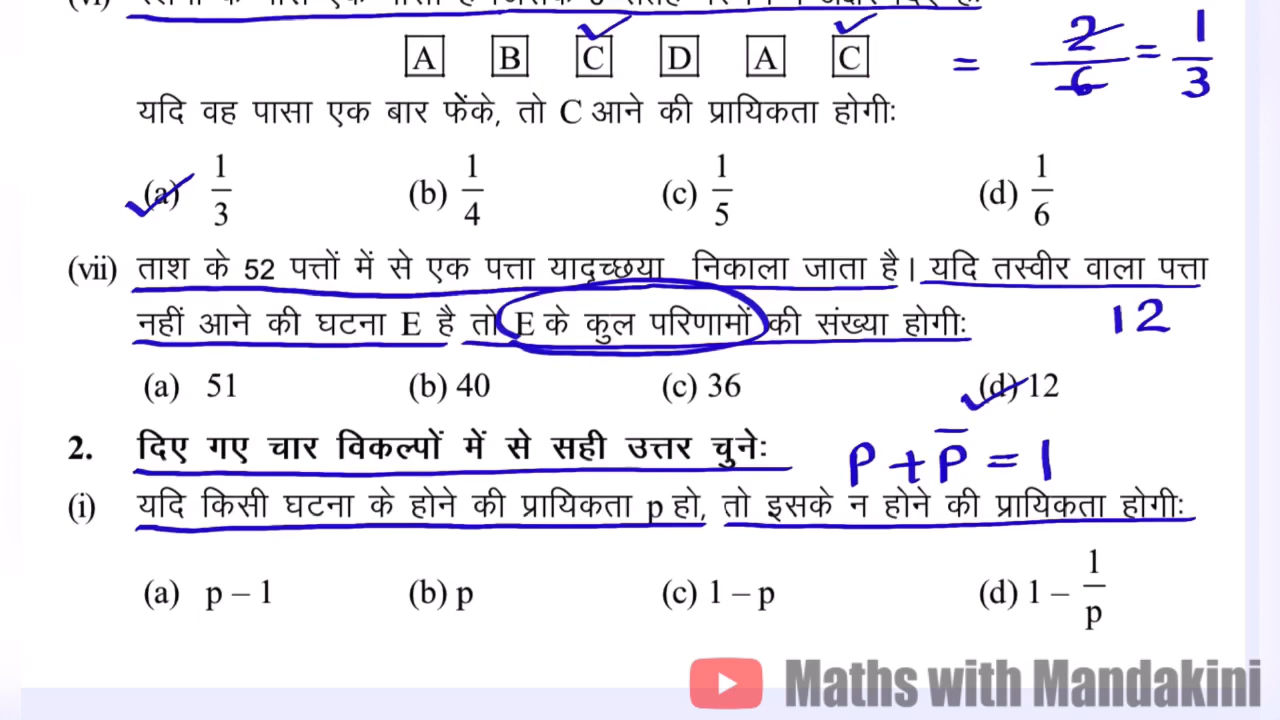 (vi)
A B C D A C = 2/6 = 1/3
यदि वह पासा एक बार फेंके, तो C आने की प्रायिकता होगीः
(a) 1/3 (b) 1/4 (c) 1/5 (d) 1/6
(vii) ताश के 52 पत्तों में से एक पत्ता यादृच्छया निकाला जाता है। यदि तस्वीर वाला पत्ता
नहीं आने की घटना E है तो E के कुल परिणामों की संख्या होगीः 12
(a) 51 (b) 40 (c) 36 (d) 12
2. दिए गए चार विकल्पों में से सही उत्तर चुनेः P + P̅ = 1
(i) यदि किसी घटना के होने की प्रायिकता p हो, तो इसके न होने की प्रायिकता होगीः
(a) p – 1 (b) p (c) 1 – p (d) 1 – 1/p
Maths with Mandakini